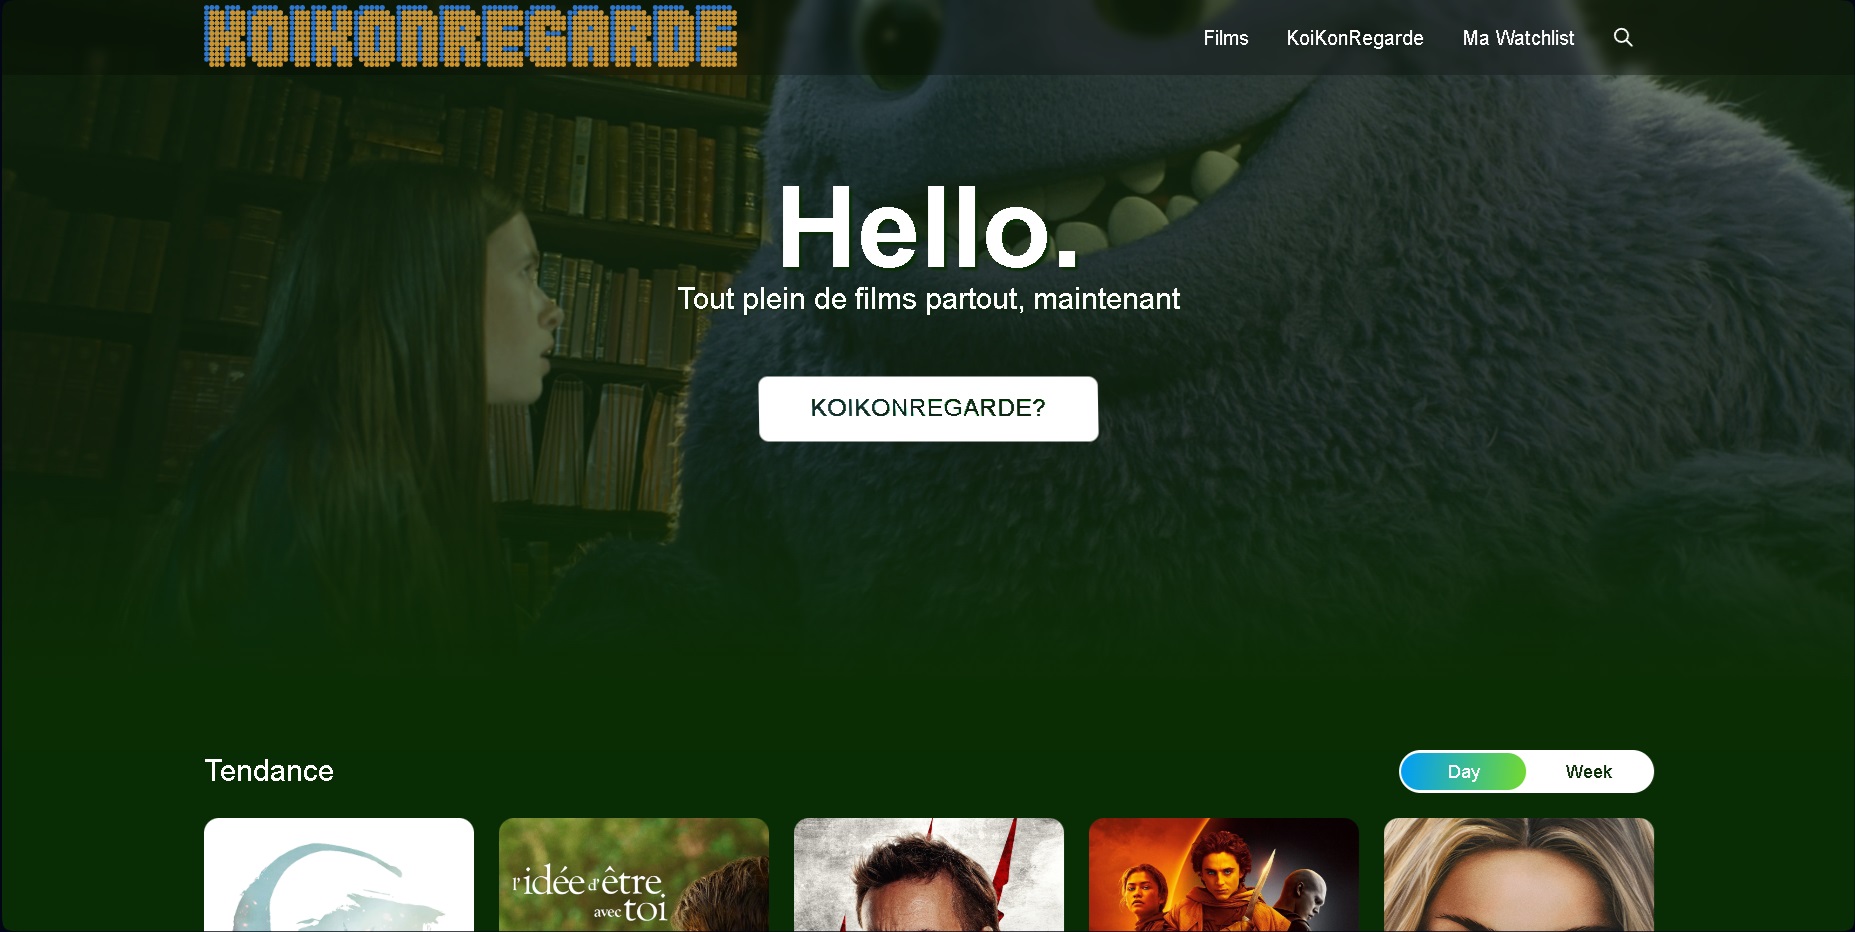 KOIKONREGARDE
Films KoiKonRegarde Ma Watchlist
Hello.
Tout plein de films partout, maintenant
KOIKONREGARDE?
Tendance
Day Week
l'idée d'être
avec toi